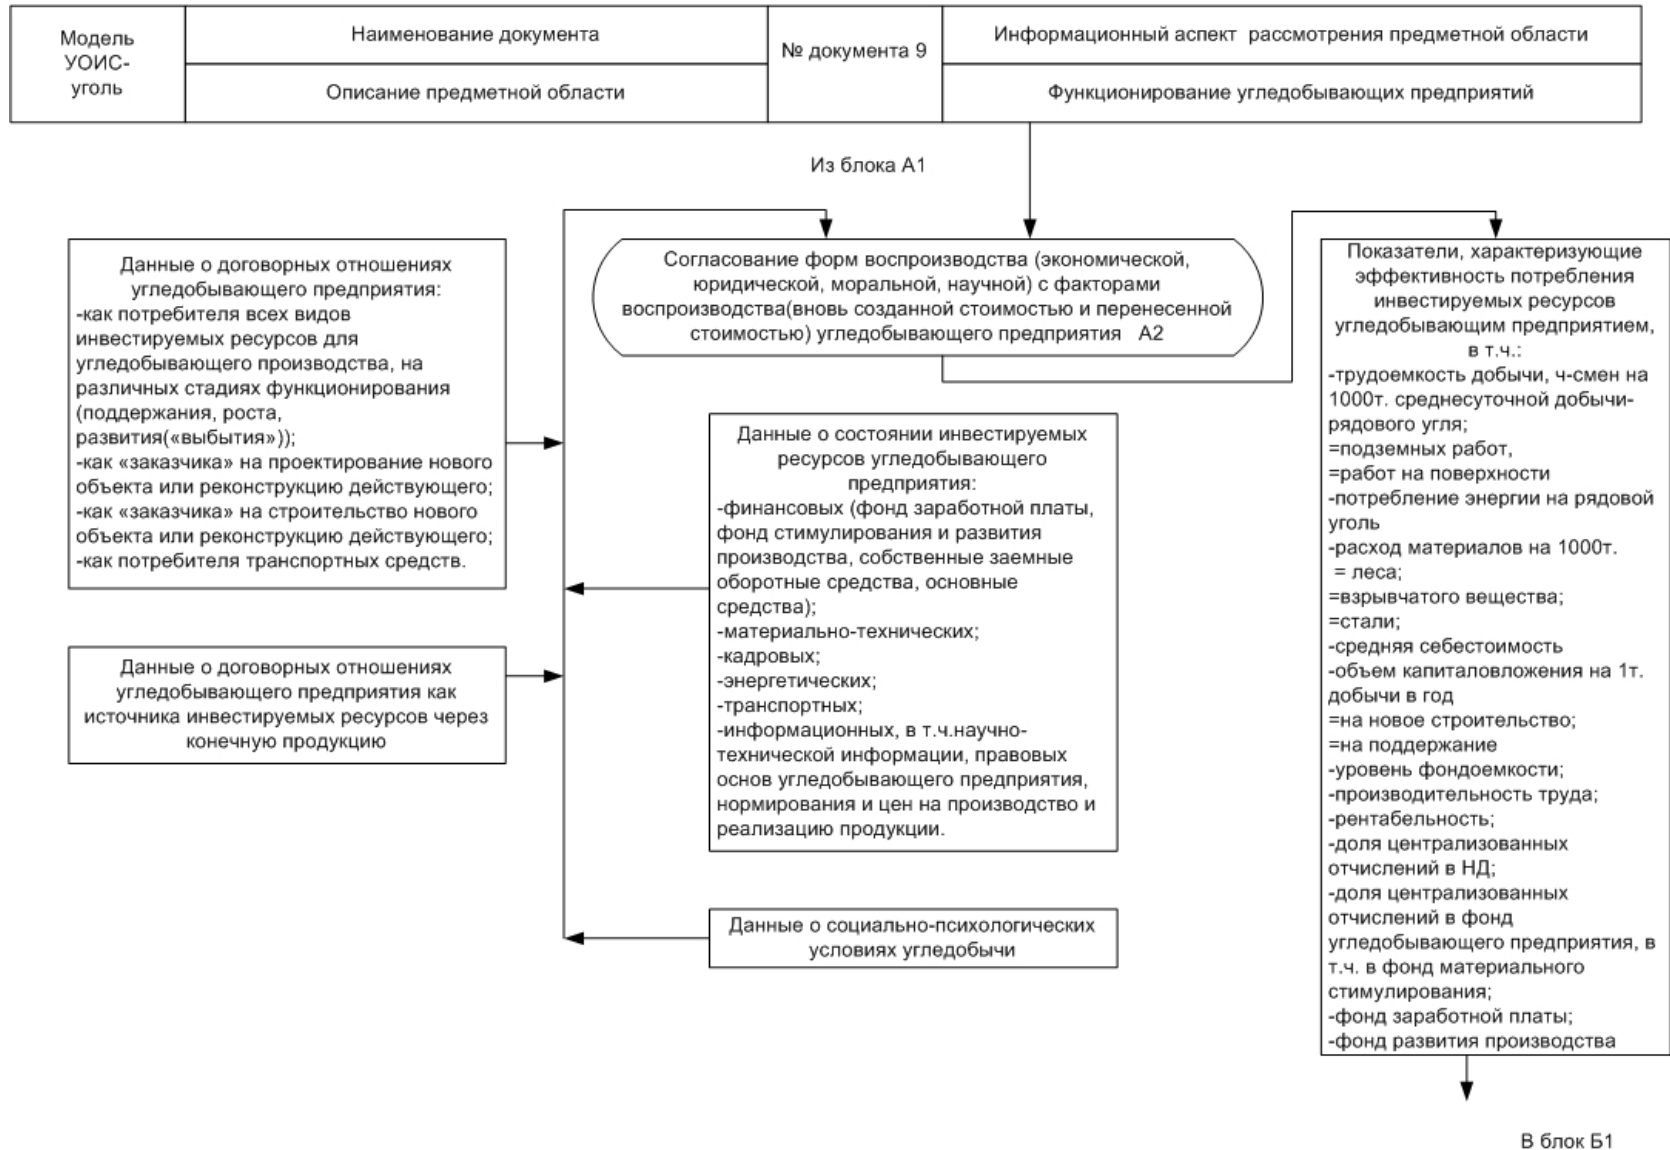 Модель
УОИС-
уголь
Наименование документа
Описание предметной области
№ документа 9
Информационный аспект рассмотрения предметной области
Функционирование угледобывающих предприятий
Из блока А1
Данные о договорных отношениях
угледобывающего предприятия:
-как потребителя всех видов
инвестируемых ресурсов для
угледобывающего производства, на
различных стадиях функционирования
(поддержания, роста,
развития(«выбытия»));
-как «заказчика» на проектирование нового
объекта или реконструкцию действующего;
-как «заказчика» на строительство нового
объекта или реконструкцию действующего;
-как потребителя транспортных средств.
Данные о договорных отношениях
угледобывающего предприятия как
источника инвестируемых ресурсов через
конечную продукцию
Согласование форм воспроизводства (экономической,
юридической, моральной, научной) с факторами
воспроизводства(вновь созданной стоимостью и перенесенной
стоимостью) угледобывающего предприятия А2
Данные о состоянии инвестируемых
ресурсов угледобывающего
предприятия:
-финансовых (фонд заработной платы,
фонд стимулирования и развития
производства, собственные заемные
оборотные средства, основные
средства);
-материально-технических;
-кадровых;
-энергетических;
-транспортных;
-информационных, в т.ч.научно-
технической информации, правовых
основ угледобывающего предприятия,
нормирования и цен на производство и
реализацию продукции.
Данные о социально-психологических
условиях угледобычи
Показатели, характеризующие
эффективность потребления
инвестируемых ресурсов
угледобывающим предприятием,
в т.ч.:
-трудоемкость добычи, ч-смен на
1000т. среднесуточной добычи-
рядового угля;
=подземных работ,
=работ на поверхности
-потребление энергии на рядовой
уголь
-расход материалов на 1000т.
= леса;
=взрывчатого вещества;
=стали;
-средняя себестоимость
-объем капиталовложения на 1т.
добычи в год
=на новое строительство;
=на поддержание
-уровень фондоемкости;
-производительность труда;
-рентабельность;
-доля централизованных
отчислений в НД;
-доля централизованных
отчислений в фонд
угледобывающего предприятия, в
т.ч. в фонд материального
стимулирования;
-фонд заработной платы;
-фонд развития производства
В блок Б1